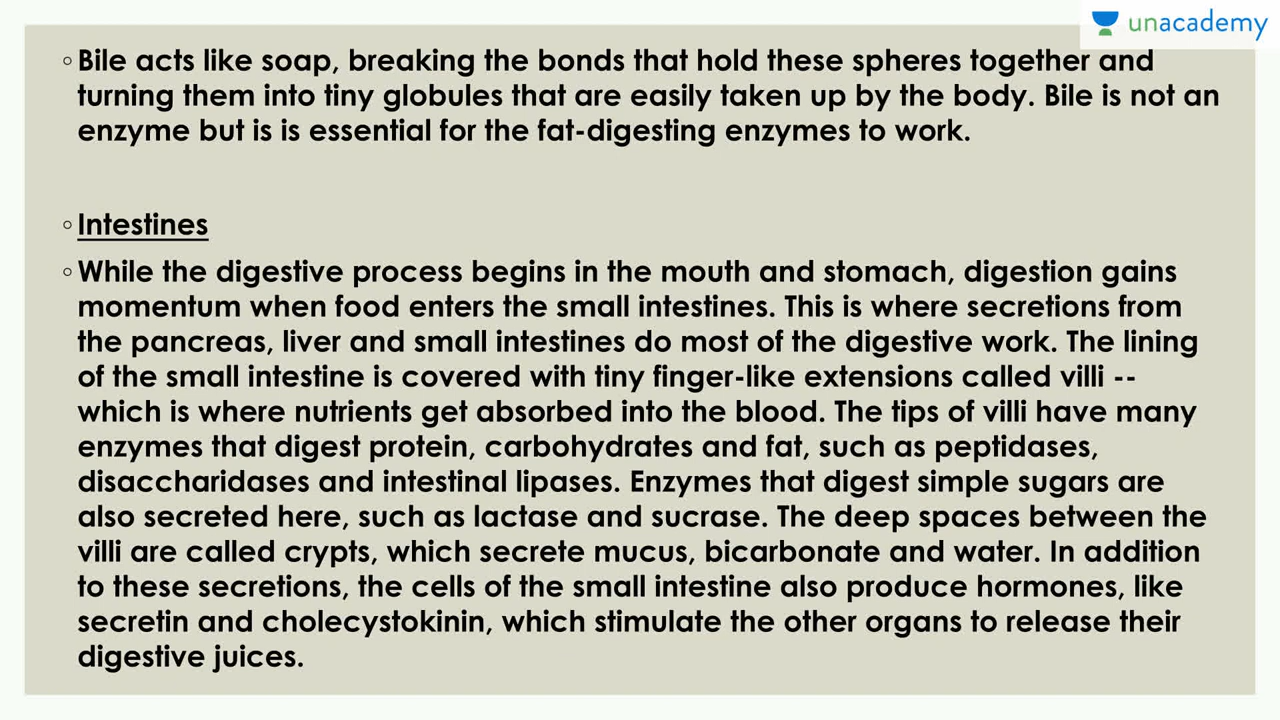 unacademy
◦ Bile acts like soap, breaking the bonds that hold these spheres together and
turning them into tiny globules that are easily taken up by the body. Bile is not an
enzyme but is is essential for the fat-digesting enzymes to work.
◦ Intestines
◦ While the digestive process begins in the mouth and stomach, digestion gains
momentum when food enters the small intestines. This is where secretions from
the pancreas, liver and small intestines do most of the digestive work. The lining
of the small intestine is covered with tiny finger-like extensions called villi --
which is where nutrients get absorbed into the blood. The tips of villi have many
enzymes that digest protein, carbohydrates and fat, such as peptidases,
disaccharidases and intestinal lipases. Enzymes that digest simple sugars are
also secreted here, such as lactase and sucrase. The deep spaces between the
villi are called crypts, which secrete mucus, bicarbonate and water. In addition
to these secretions, the cells of the small intestine also produce hormones, like
secretin and cholecystokinin, which stimulate the other organs to release their
digestive juices.